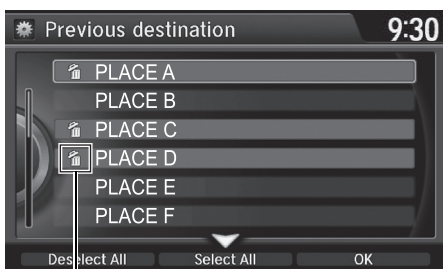 Previous destination 9:30
PLACE A
PLACE B
PLACE C
PLACE D
PLACE E
PLACE F
Deselect All Select All OK